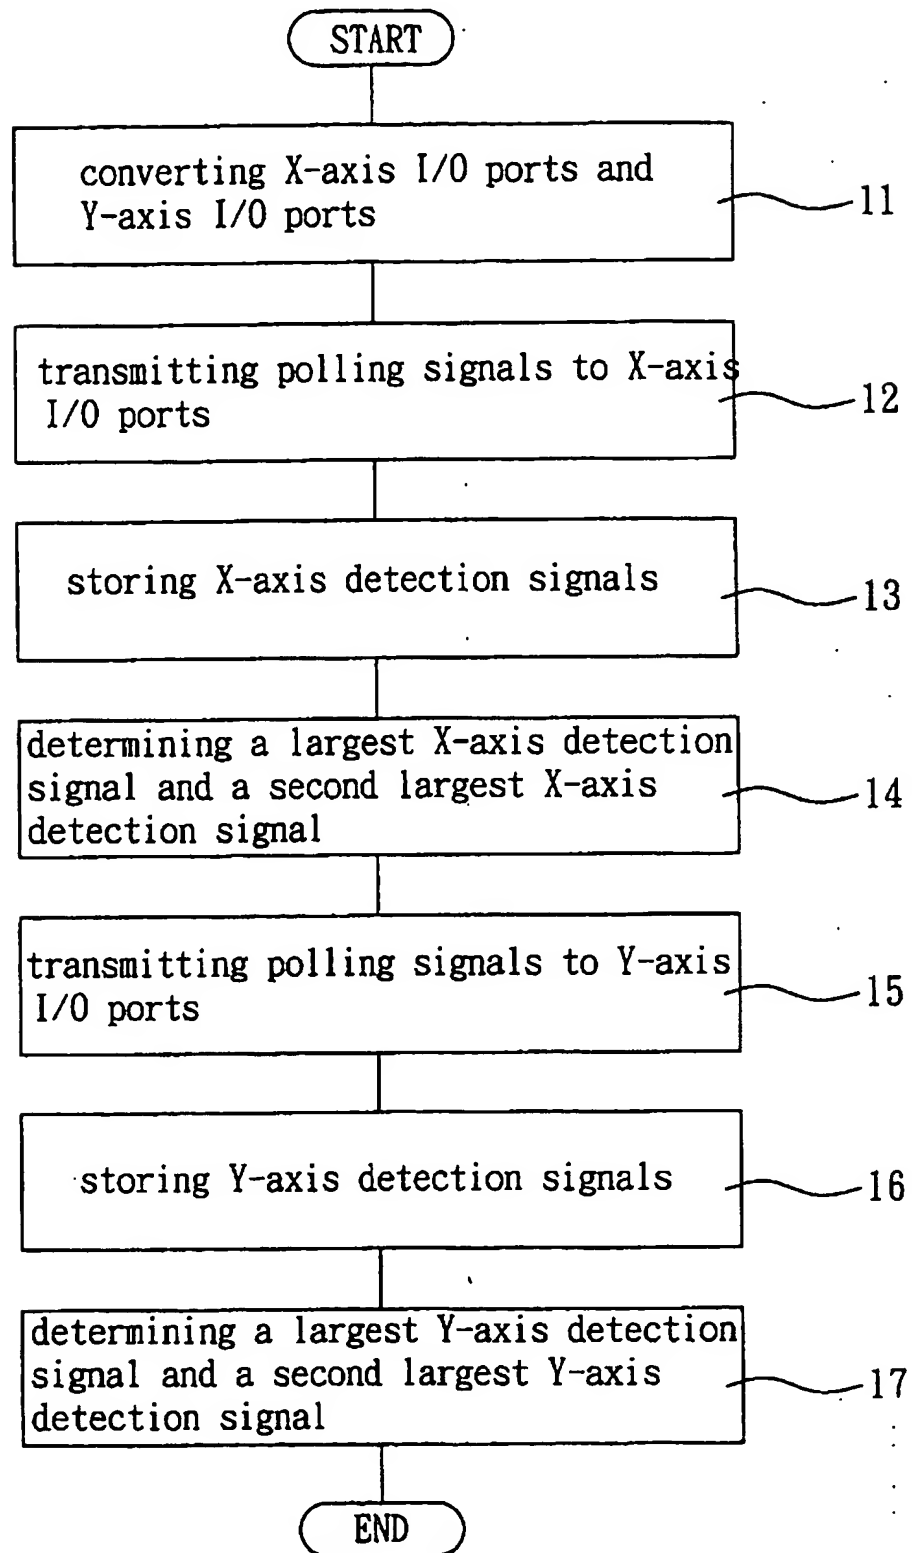 START
converting X-axis I/O ports and
Y-axis I/O ports
11
transmitting polling signals to X-axis
I/O ports
12
storing X-axis detection signals
13
determining a largest X-axis detection
signal and a second largest X-axis
detection signal
14
transmitting polling signals to Y-axis
I/O ports
15
storing Y-axis detection signals
16
determining a largest Y-axis detection
signal and a second largest Y-axis
detection signal
17
END